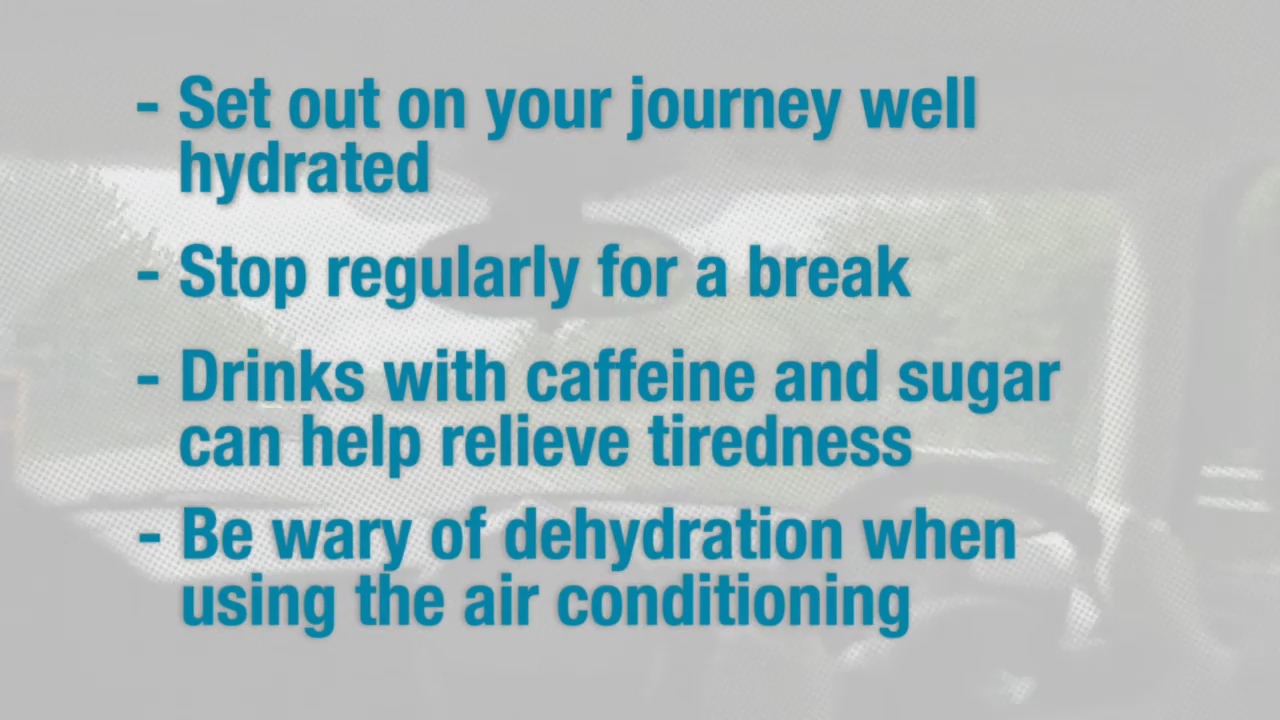 - Set out on your journey well
hydrated
- Stop regularly for a break
- Drinks with caffeine and sugar
can help relieve tiredness
- Be wary of dehydration when
using the air conditioning